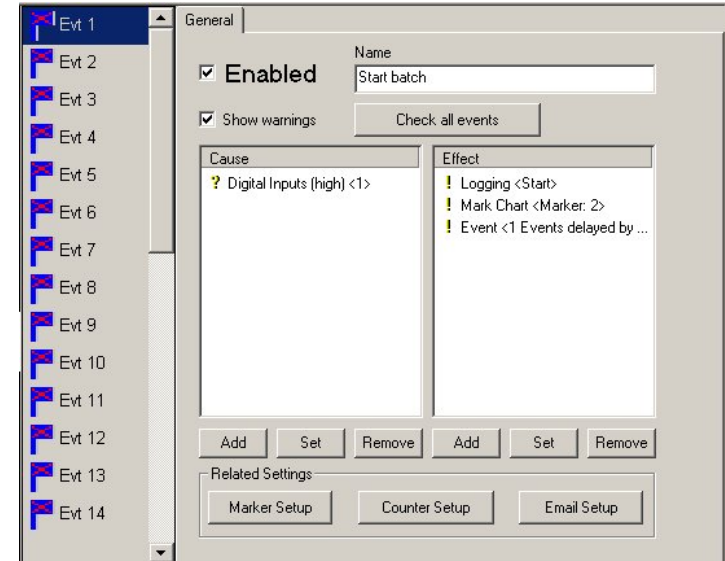 Evt 1
Evt 2
Evt 3
Evt 4
Evt 5
Evt 6
Evt 7
Evt 8
Evt 9
Evt 10
Evt 11
Evt 12
Evt 13
Evt 14
General
Enabled
Name
Start batch
Show warnings
Check all events
Cause
? Digital Inputs (high) <1>
Effect
! Logging <Start>
! Mark Chart <Marker: 2>
! Event <1 Events delayed by ...
Add
Set
Remove
Add
Set
Remove
Related Settings
Marker Setup
Counter Setup
Email Setup